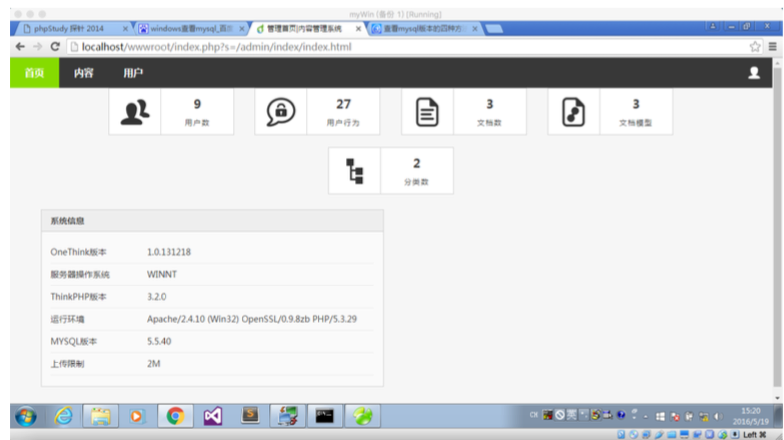 myWin (备份 1) [Running]
phpStudy 探针 2014
windows查看mysql_百度
管理首页|内容管理系统
查看mysql版本的四种方
localhost/wwwroot/index.php?s=/admin/index/index.html
首页 内容 用户
9 27 3 3
用户数 用户行为 文档数 文档模型
2
分类数
系统信息
OneThink版本 1.0.131218
服务器操作系统 WINNT
ThinkPHP版本 3.2.0
运行环境 Apache/2.4.10 (Win32) OpenSSL/0.9.8zb PHP/5.3.29
MYSQL版本 5.5.40
上传限制 2M
15:20
2016/5/19
Left ⌘